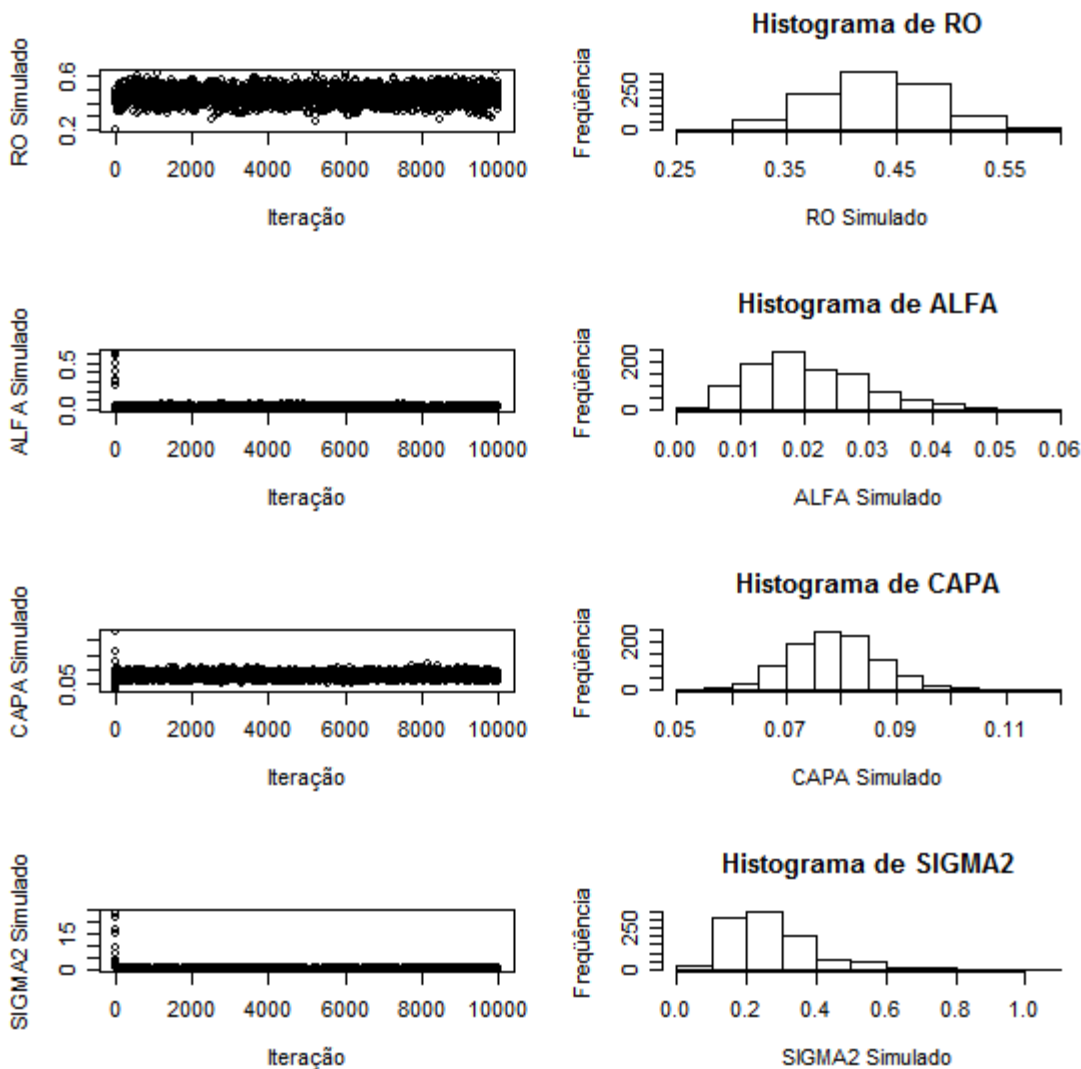 RO Simulado
0.2 0.6
0 2000 4000 6000 8000 10000
Iteração
Histograma de RO
Freqüência
0 250
0.25 0.35 0.45 0.55
RO Simulado
ALFA Simulado
0.0 0.5
0 2000 4000 6000 8000 10000
Iteração
Histograma de ALFA
Freqüência
0 200
0.00 0.01 0.02 0.03 0.04 0.05 0.06
ALFA Simulado
CAPA Simulado
0.05
0 2000 4000 6000 8000 10000
Iteração
Histograma de CAPA
Freqüência
0 200
0.05 0.07 0.09 0.11
CAPA Simulado
SIGMA2 Simulado
0 15
0 2000 4000 6000 8000 10000
Iteração
Histograma de SIGMA2
Freqüência
0 250
0.0 0.2 0.4 0.6 0.8 1.0
SIGMA2 Simulado